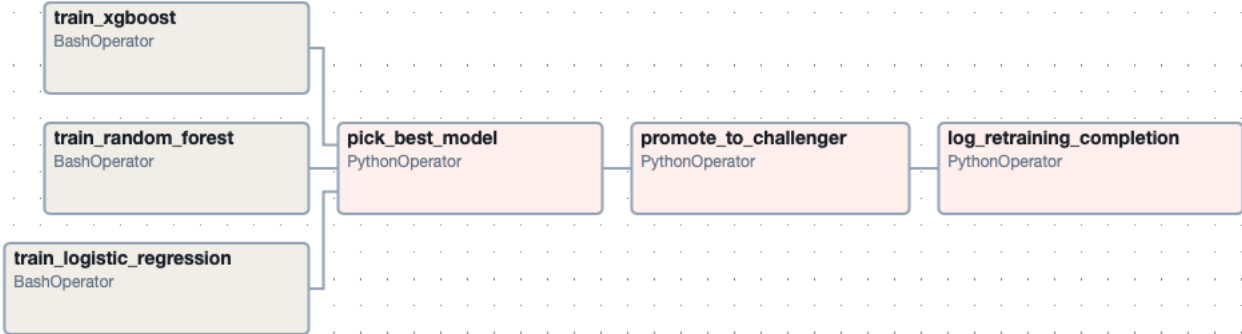 train_xgboost
BashOperator
train_random_forest
BashOperator
pick_best_model
PythonOperator
promote_to_challenger
PythonOperator
log_retraining_completion
PythonOperator
train_logistic_regression
BashOperator